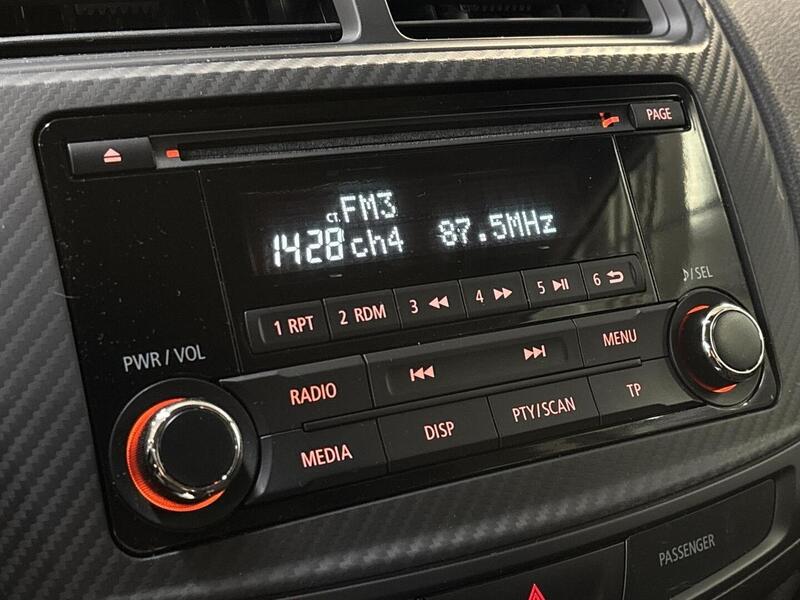 PAGE
CT. FM3
1428 ch4 87.5MHz
1 RPT 2 RDM 3 4 5 6
/SEL
PWR / VOL
RADIO MENU
MEDIA DISP PTY/SCAN TP
PASSENGER